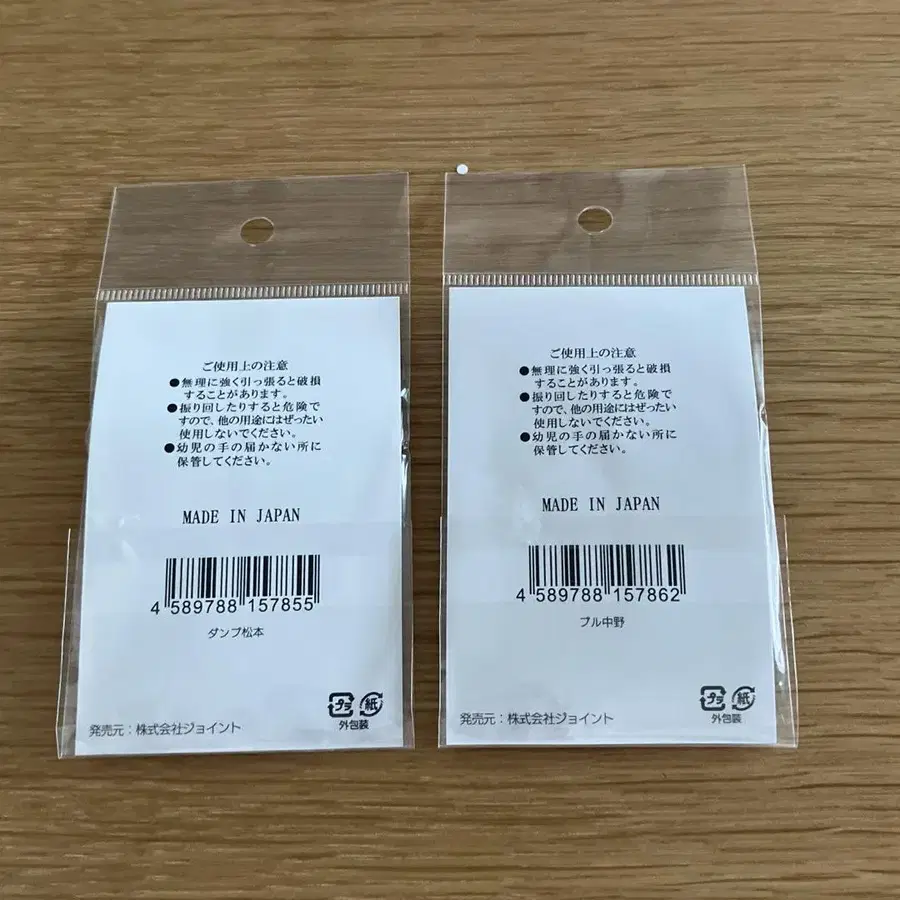 ご使用上の注意
●無理に強く引っ張ると破損
することがあります。
●振り回したりすると危険で
すので、他の用途にはぜったい
使用しないでください。
●幼児の手の届かない所に
保管してください。
MADE IN JAPAN
4 589788 157855
ダンプ松本
プラ 紙
外包装
発売元：株式会社ジョイント
ご使用上の注意
●無理に強く引っ張ると破損
することがあります。
●振り回したりすると危険で
すので、他の用途にはぜったい
使用しないでください。
●幼児の手の届かない所に
保管してください。
MADE IN JAPAN
4 589788 157862
ブル中野
プラ 紙
外包装
発売元：株式会社ジョイント